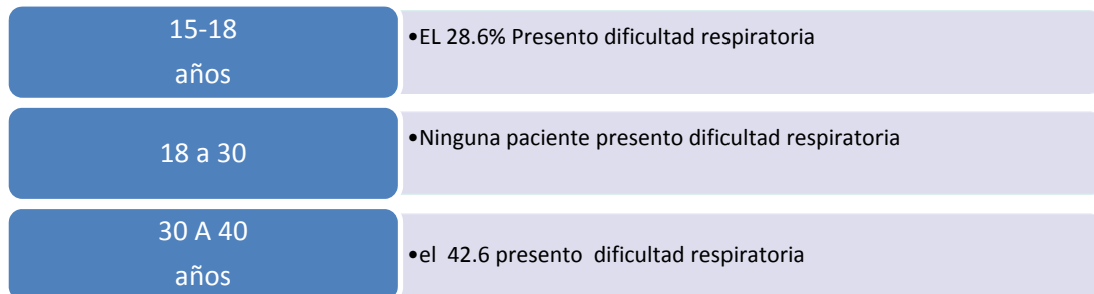 15-18
años
•EL 28.6% Presento dificultad respiratoria
18 a 30
•Ninguna paciente presento dificultad respiratoria
30 A 40
años
•el  42.6 presento  dificultad respiratoria